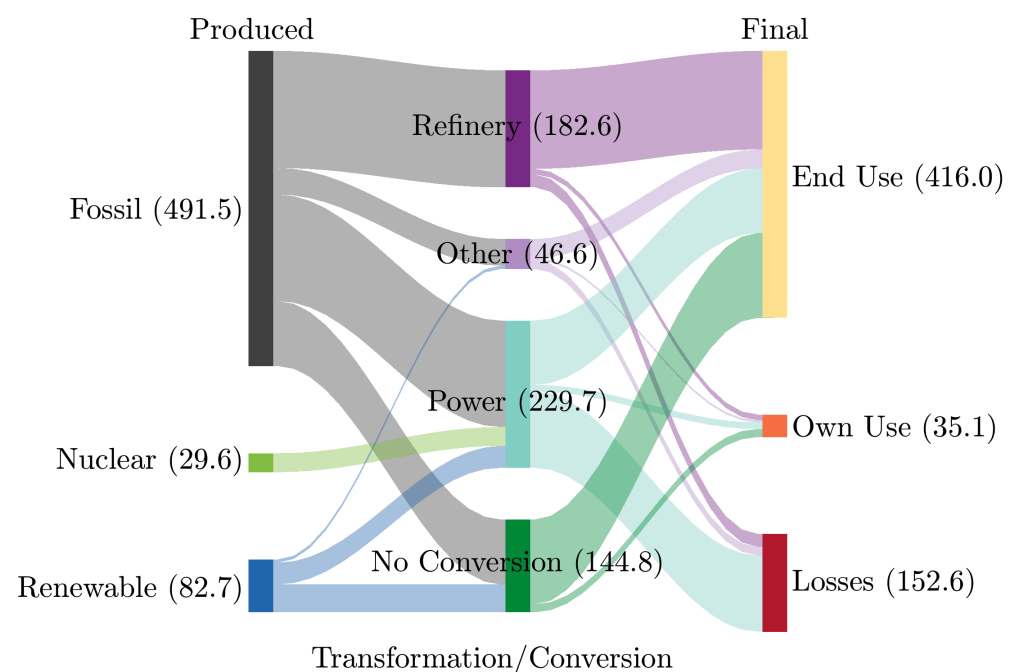 Produced
Final
Refinery (182.6)
End Use (416.0)
Fossil (491.5)
Other (46.6)
Power (229.7)
Own Use (35.1)
Nuclear (29.6)
No Conversion (144.8)
Losses (152.6)
Renewable (82.7)
Transformation/Conversion